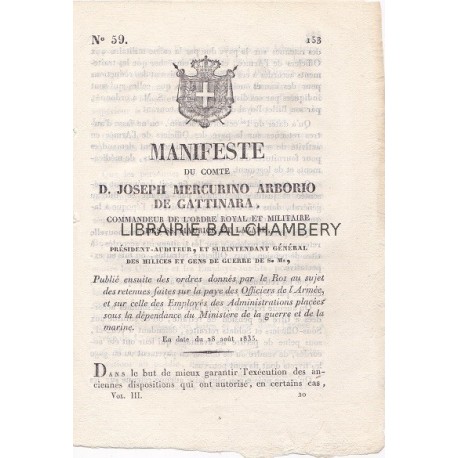 N° 59. 153
MANIFESTE
DU COMTE
D. JOSEPH MERCURINO ARBORIO
DE GATTINARA,
COMMANDEUR DE L'ORDRE ROYAL ET MILITAIRE
LIBRAIRIE BAL CHAMBERY
PRÉSIDENT-AUDITEUR, ET SURINTENDANT GÉNÉRAL
DES MILICES ET GENS DE GUERRE DE S. M.,
Publié ensuite des ordres donnés par le Roi au sujet
des retenues faites sur la paye des Officiers de l'Armée,
et sur celle des Employés des Administrations placées
sous la dépendance du Ministère de la guerre et de la
marine.
En date du 28 août 1835.
DANS le but de mieux garantir l'exécution des an-
ciennes dispositions qui ont autorisé, en certains cas,
Vol. III. 20